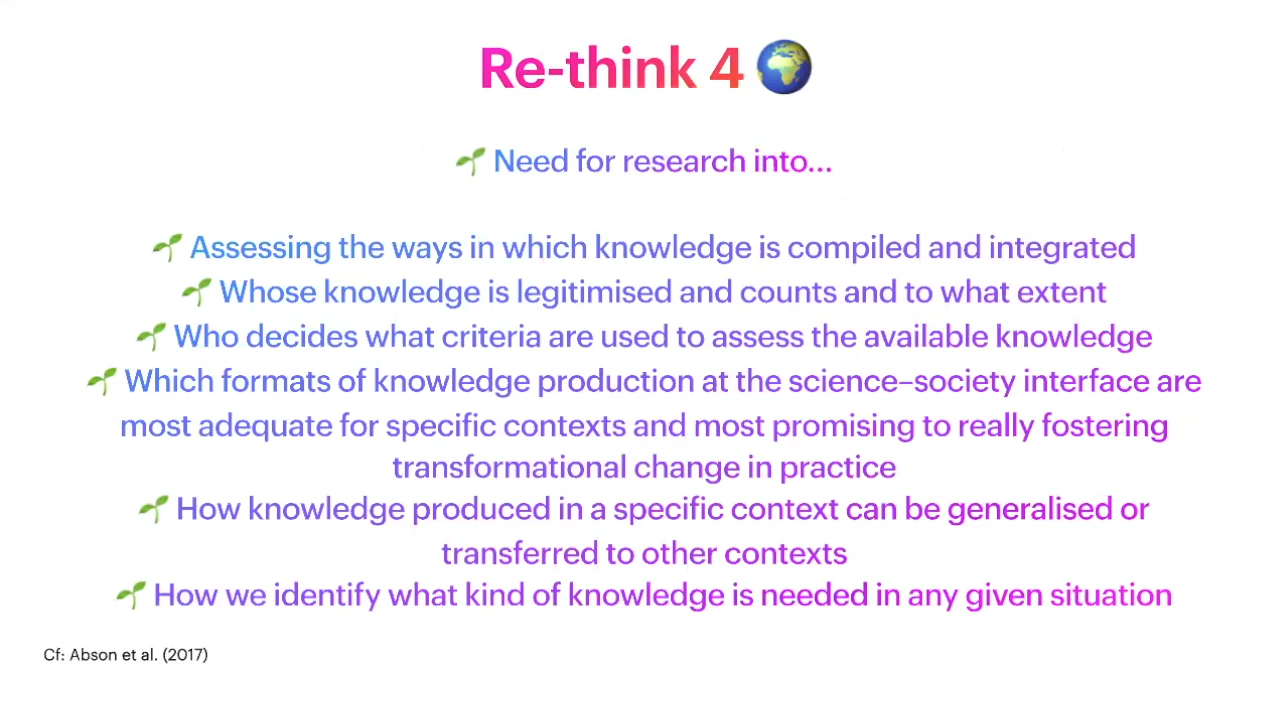 Re-think 4 🌍
🌱 Need for research into...
🌱 Assessing the ways in which knowledge is compiled and integrated
🌱 Whose knowledge is legitimised and counts and to what extent
🌱 Who decides what criteria are used to assess the available knowledge
🌱 Which formats of knowledge production at the science–society interface are
most adequate for specific contexts and most promising to really fostering
transformational change in practice
🌱 How knowledge produced in a specific context can be generalised or
transferred to other contexts
🌱 How we identify what kind of knowledge is needed in any given situation
Cf: Abson et al. (2017)